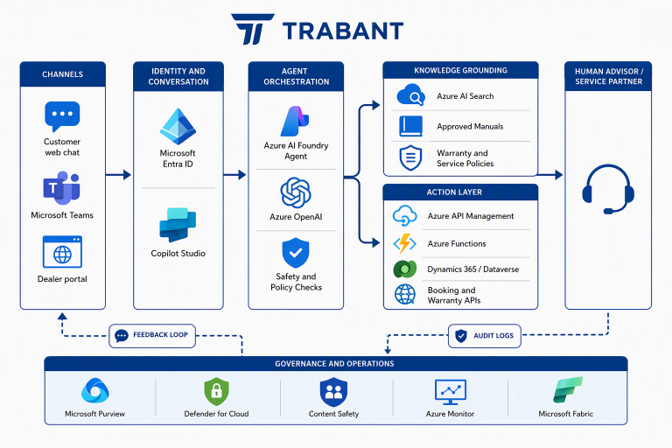 TRABANT
CHANNELS
Customer
web chat
T
Microsoft Teams
Dealer portal
IDENTITY AND
CONVERSATION
Microsoft
Entra ID
Copilot Studio
AGENT
ORCHESTRATION
Azure AI Foundry
Agent
Azure OpenAI
Safety and
Policy Checks
KNOWLEDGE GROUNDING
Azure AI Search
Approved Manuals
Warranty and
Service Policies
ACTION LAYER
Azure API Management
Azure Functions
Dynamics 365 / Dataverse
Booking and
Warranty APIs
HUMAN ADVISOR /
SERVICE PARTNER
FEEDBACK LOOP
AUDIT LOGS
GOVERNANCE AND OPERATIONS
Microsoft Purview
Defender for Cloud
Content Safety
Azure Monitor
Microsoft Fabric